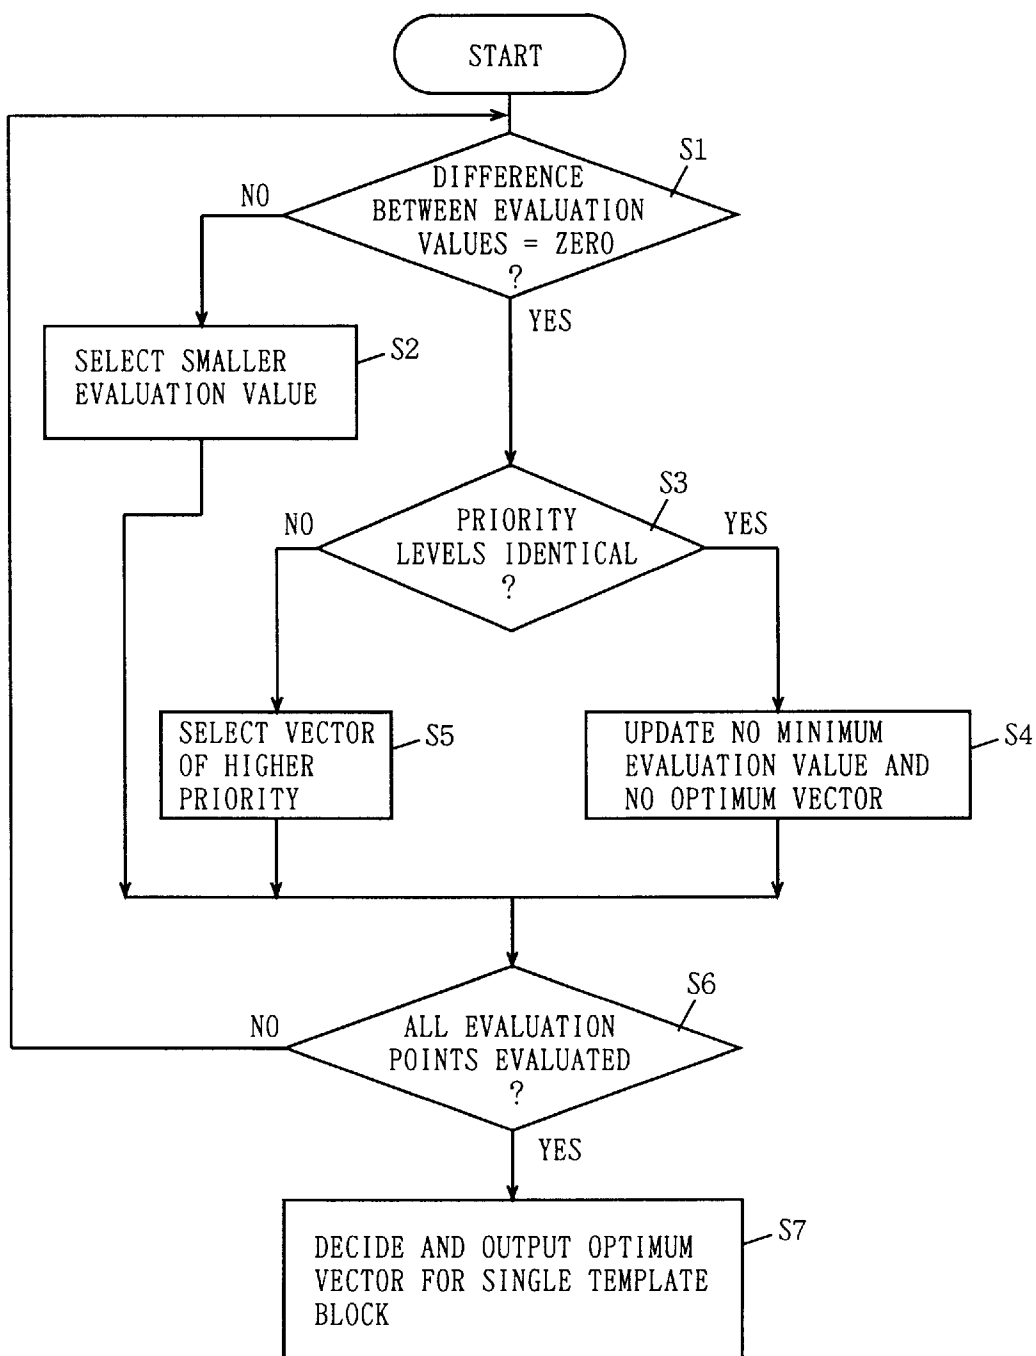 START
S1
DIFFERENCE
BETWEEN EVALUATION
VALUES = ZERO
?
NO
YES
SELECT SMALLER
EVALUATION VALUE
S2
S3
PRIORITY
LEVELS IDENTICAL
?
NO
YES
SELECT VECTOR
OF HIGHER
PRIORITY
S5
UPDATE NO MINIMUM
EVALUATION VALUE AND
NO OPTIMUM VECTOR
S4
S6
ALL EVALUATION
POINTS EVALUATED
?
NO
YES
DECIDE AND OUTPUT OPTIMUM
VECTOR FOR SINGLE TEMPLATE
BLOCK
S7